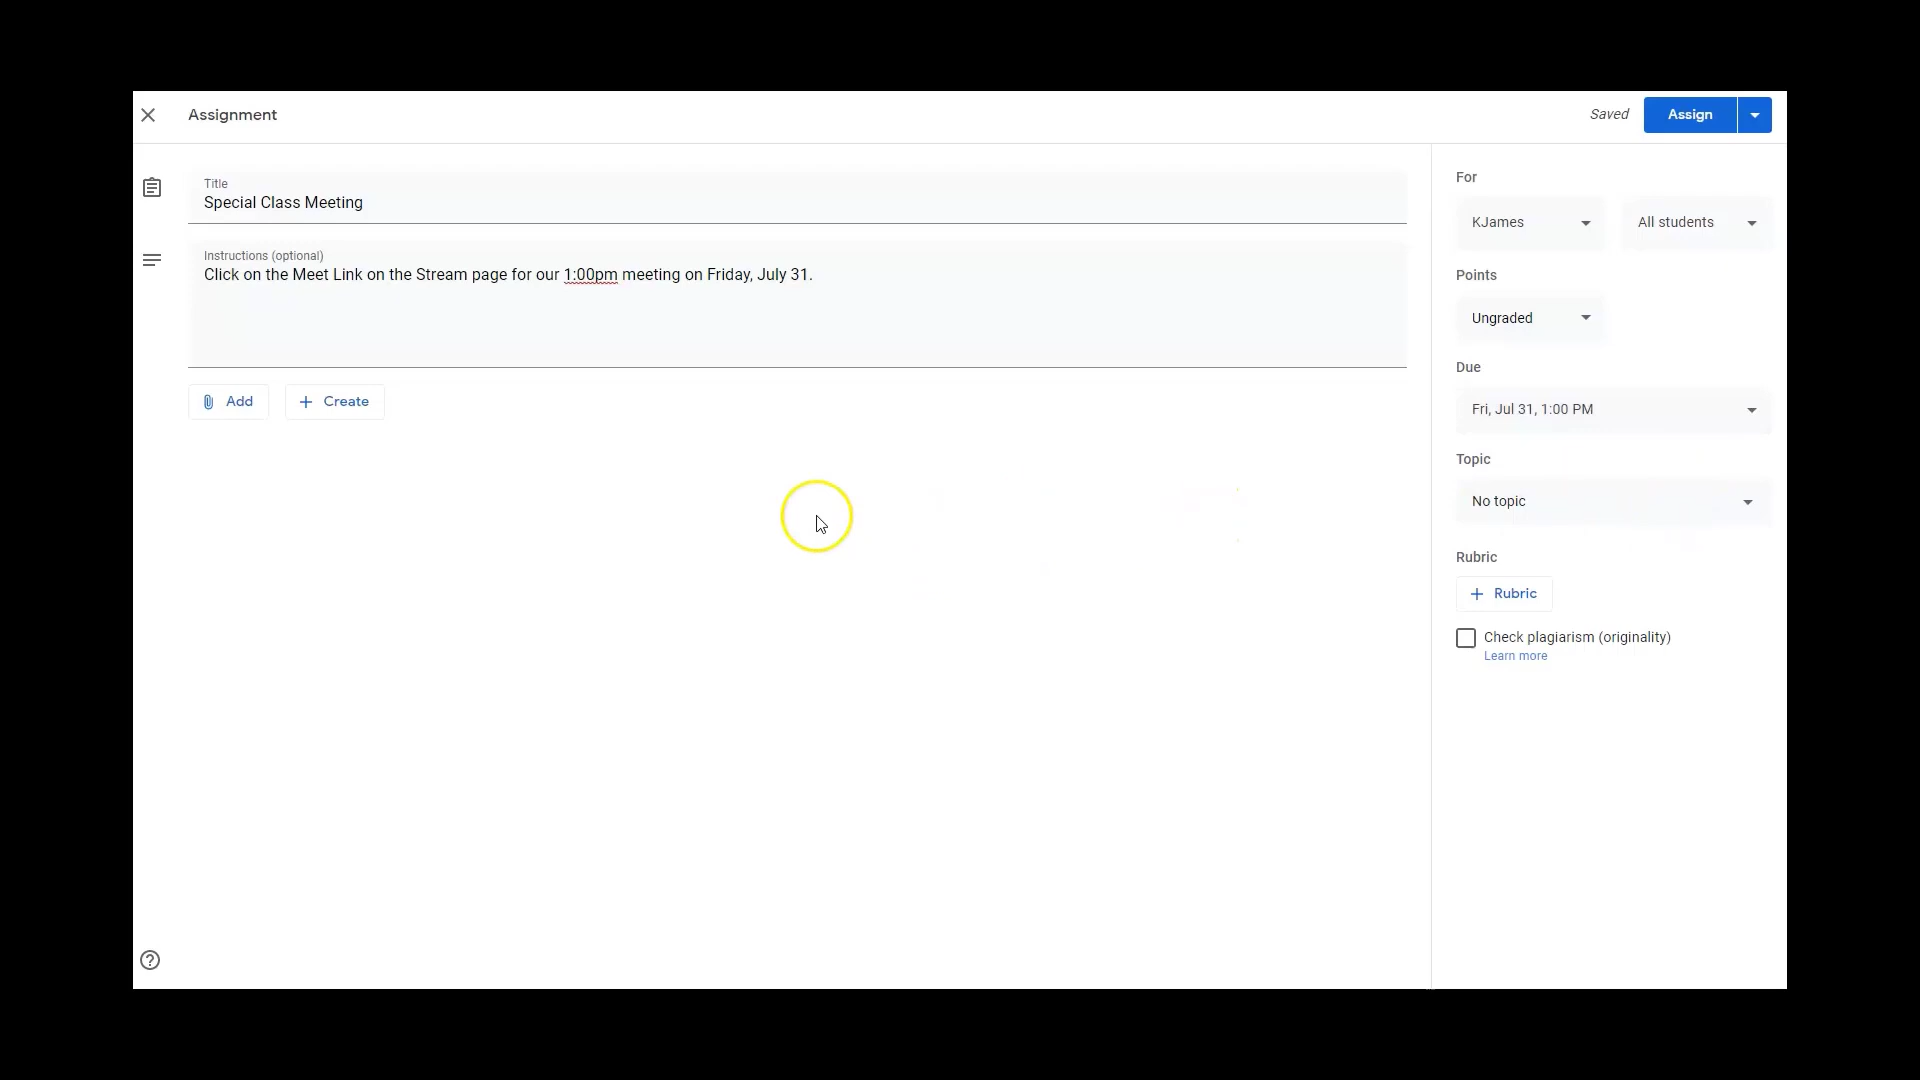 Assignment
Saved
Assign
Title
Special Class Meeting
Instructions (optional)
Click on the Meet Link on the Stream page for our 1:00pm meeting on Friday, July 31.
Add
Create
For
KJames
All students
Points
Ungraded
Due
Fri, Jul 31, 1:00 PM
Topic
No topic
Rubric
Rubric
Check plagiarism (originality)
Learn more